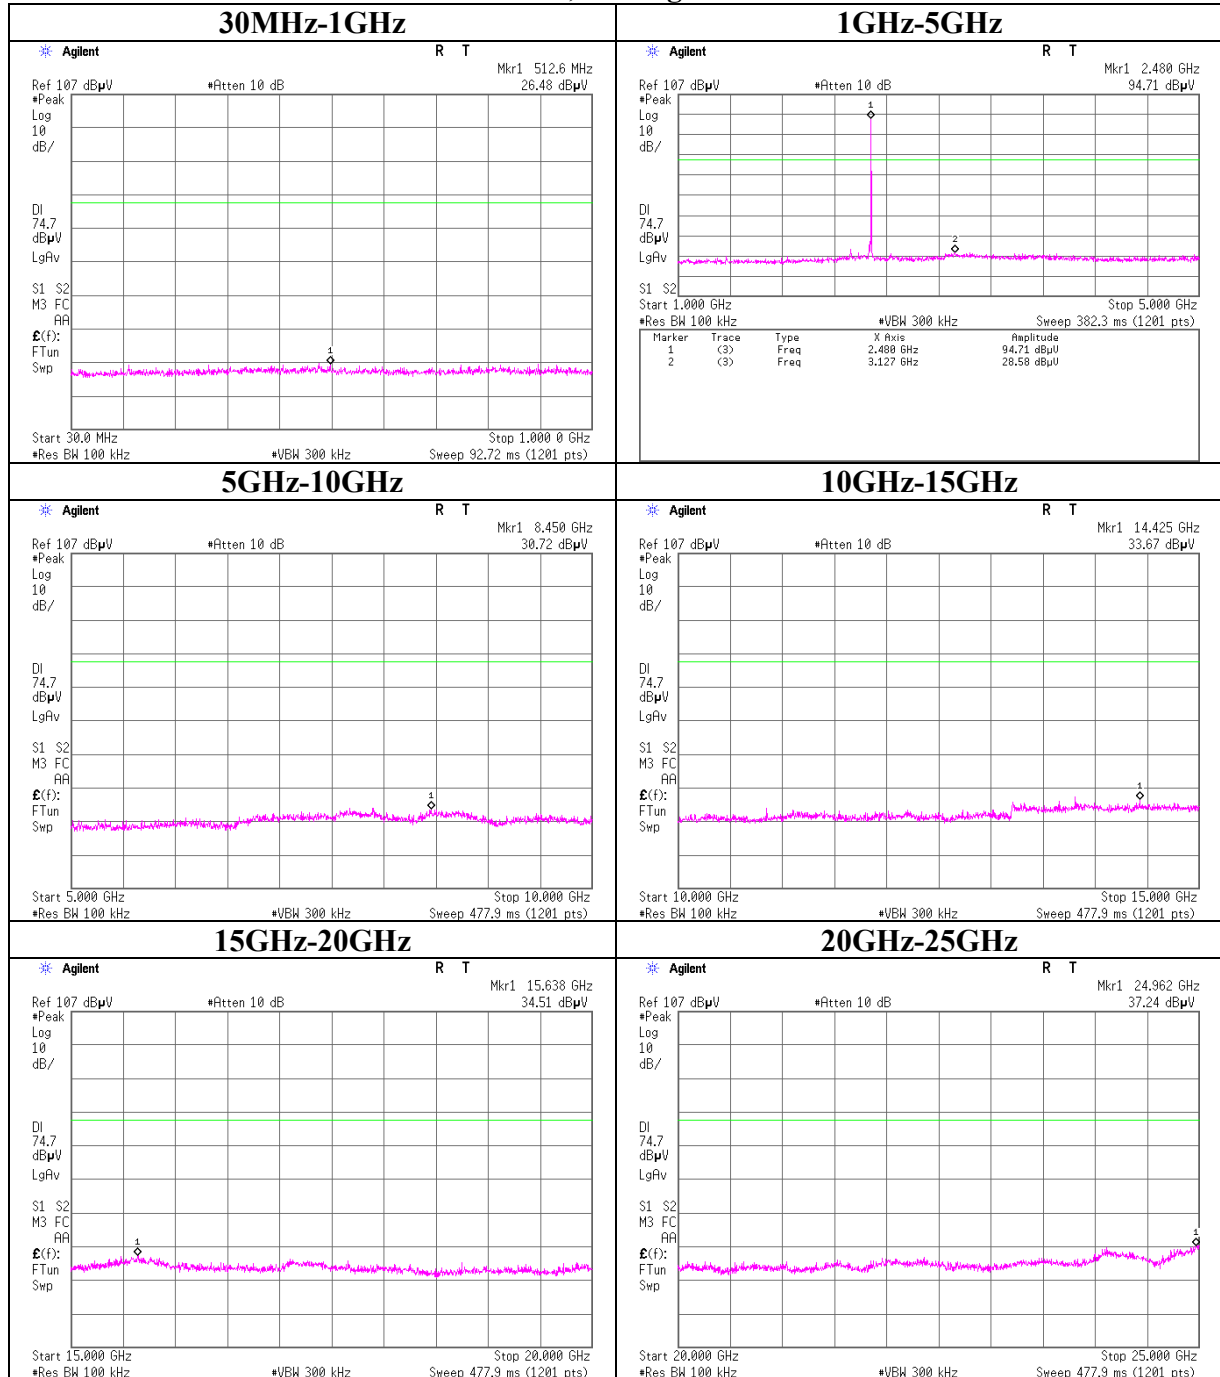 30MHz-1GHz
Agilent R T
Mkr1 512.6 MHz
Ref 107 dBµV #Atten 10 dB 26.48 dBµV
#Peak
Log
10
dB/
1
DI
74.7
dBµV
LgAv
S1 S2
M3 FC
AA
£(f):
FTun
Swp
Start 30.0 MHz Stop 1.000 0 GHz
#Res BW 100 kHz #VBW 300 kHz Sweep 92.72 ms (1201 pts)
1GHz-5GHz
Agilent R T
Mkr1 2.480 GHz
Ref 107 dBµV #Atten 10 dB 94.71 dBµV
#Peak
Log
10
dB/
1
2
DI
74.7
dBµV
LgAv
S1 S2
Start 1.000 GHz Stop 5.000 GHz
#Res BW 100 kHz #VBW 300 kHz Sweep 382.3 ms (1201 pts)
Marker Trace Type X Axis Amplitude
1 (3) Freq 2.480 GHz 94.71 dBµV
2 (3) Freq 3.127 GHz 28.58 dBµV
5GHz-10GHz
Agilent R T
Mkr1 8.450 GHz
Ref 107 dBµV #Atten 10 dB 30.72 dBµV
#Peak
Log
10
dB/
DI
74.7
dBµV
LgAv
S1 S2
M3 FC
AA
1
£(f):
FTun
Swp
Start 5.000 GHz Stop 10.000 GHz
#Res BW 100 kHz #VBW 300 kHz Sweep 477.9 ms (1201 pts)
10GHz-15GHz
Agilent R T
Mkr1 14.425 GHz
Ref 107 dBµV #Atten 10 dB 33.67 dBµV
#Peak
Log
10
dB/
DI
74.7
dBµV
LgAv
S1 S2
M3 FC
AA
1
£(f):
FTun
Swp
Start 10.000 GHz Stop 15.000 GHz
#Res BW 100 kHz #VBW 300 kHz Sweep 477.9 ms (1201 pts)
15GHz-20GHz
Agilent R T
Mkr1 15.638 GHz
Ref 107 dBµV #Atten 10 dB 34.51 dBµV
#Peak
Log
10
dB/
DI
74.7
dBµV
LgAv
S1 S2
M3 FC
AA
1
£(f):
FTun
Swp
Start 15.000 GHz Stop 20.000 GHz
#Res BW 100 kHz #VBW 300 kHz Sweep 477.9 ms (1201 pts)
20GHz-25GHz
Agilent R T
Mkr1 24.962 GHz
Ref 107 dBµV #Atten 10 dB 37.24 dBµV
#Peak
Log
10
dB/
DI
74.7
dBµV
LgAv
S1 S2
M3 FC
AA
1
£(f):
FTun
Swp
Start 20.000 GHz Stop 25.000 GHz
#Res BW 100 kHz #VBW 300 kHz Sweep 477.9 ms (1201 pts)